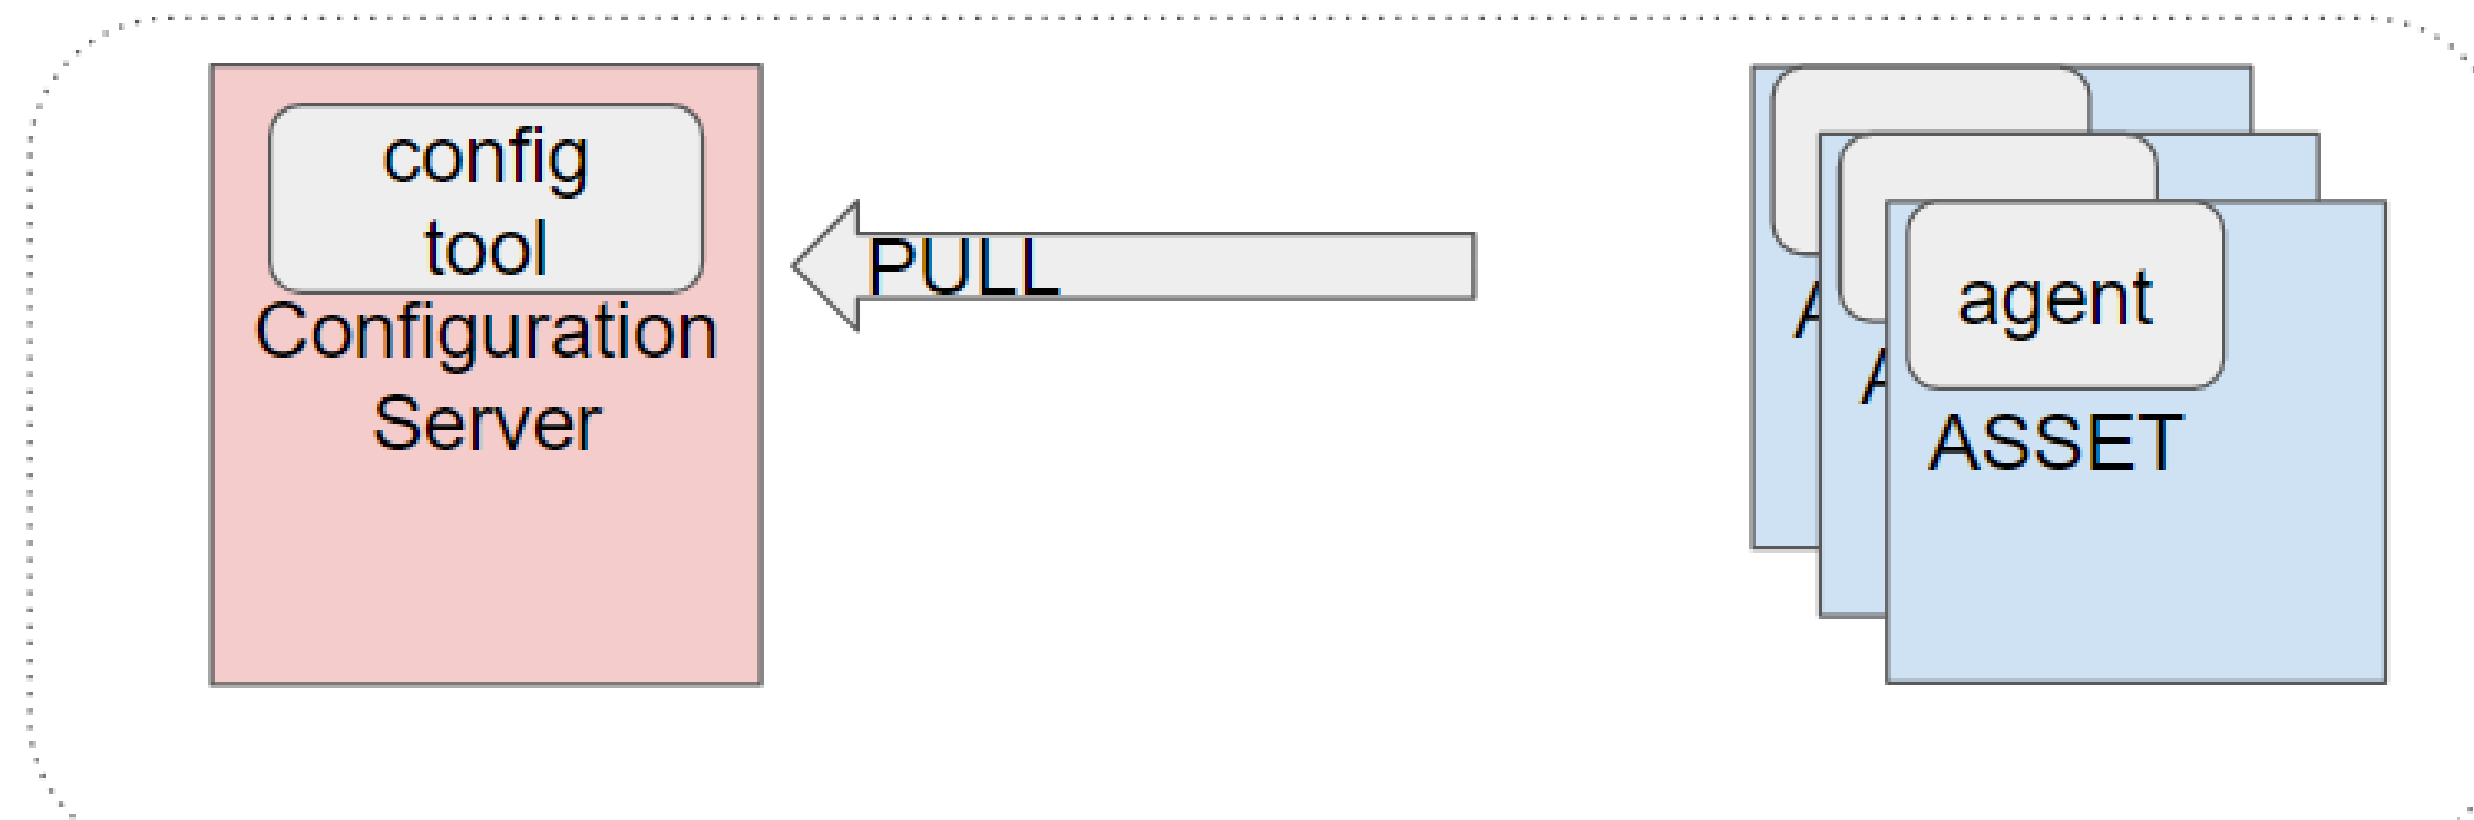 config
tool
Configuration
Server
PULL
A
A
agent
ASSET